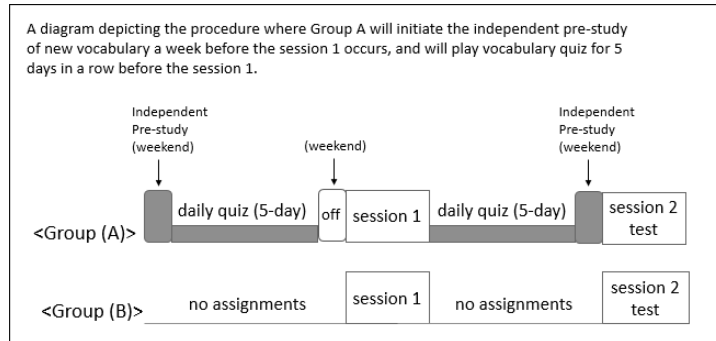 A diagram depicting the procedure where Group A will initiate the independent pre-study
of new vocabulary a week before the session 1 occurs, and will play vocabulary quiz for 5
days in a row before the session 1.
Independent
Pre-study
(weekend)
(weekend)
Independent
Pre-study
(weekend)
<Group (A)>
daily quiz (5-day)
off
session 1
daily quiz (5-day)
session 2
test
<Group (B)>
no assignments
session 1
no assignments
session 2
test